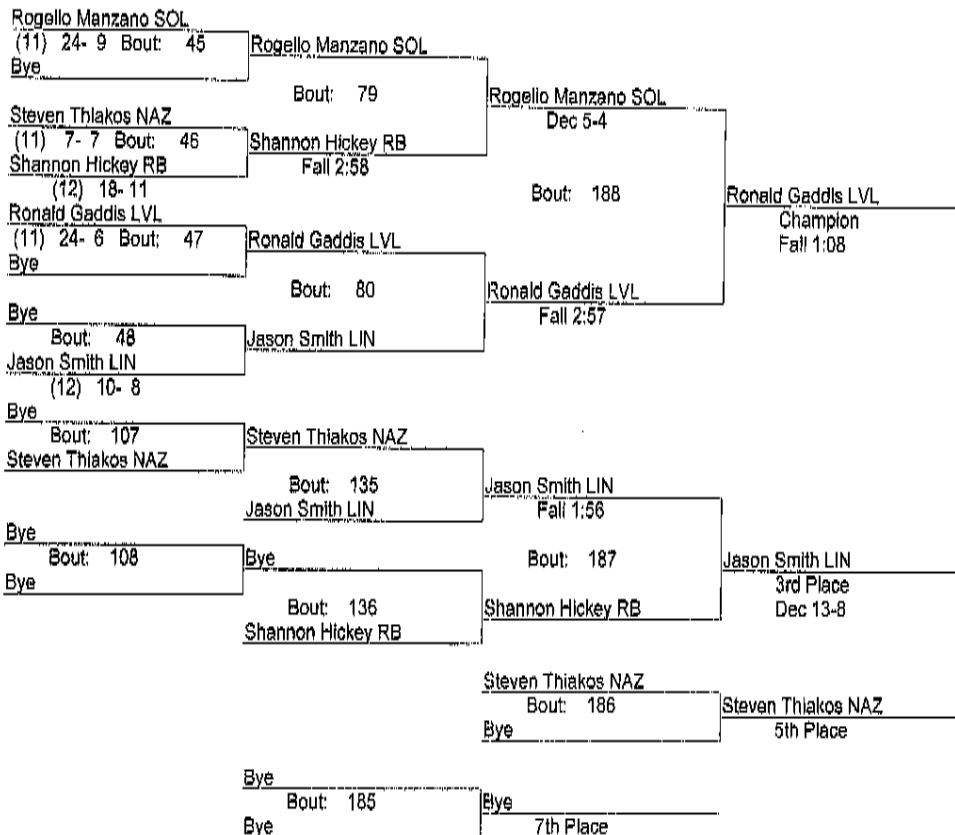 Rogelio Manzano SOL
(11) 24- 9 Bout: 45
Bye
Rogello Manzano SOL
Bout: 79
Steven Thiakos NAZ
(11) 7- 7 Bout: 46
Shannon Hickey RB
(12) 18- 11
Shannon Hickey RB
Fall 2:58
Rogelio Manzano SOL
Dec 5-4
Bout: 188
Ronald Gaddis LVL
(11) 24- 6 Bout: 47
Bye
Ronald Gaddis LVL
Bout: 80
Bye
Bout: 48
Jason Smith LIN
(12) 10- 8
Jason Smith LIN
Ronald Gaddis LVL
Fall 2:57
Ronald Gaddis LVL
Champion
Fall 1:08
Bye
Bout: 107
Steven Thiakos NAZ
Steven Thiakos NAZ
Bout: 135
Jason Smith LIN
Jason Smith LIN
Fall 1:56
Bye
Bout: 108
Bye
Bye
Bout: 136
Shannon Hickey RB
Bout: 187
Shannon Hickey RB
Jason Smith LIN
3rd Place
Dec 13-8
Steven Thiakos NAZ
Bout: 186
Bye
Steven Thiakos NAZ
5th Place
Bye
Bout: 185
Bye
Bye
7th Place